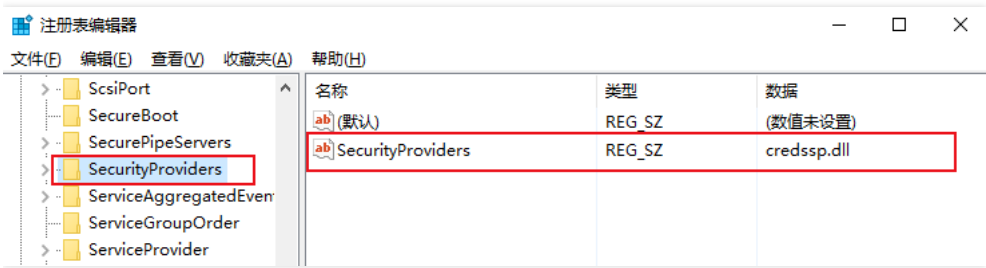 注册表编辑器
文件(F) 编辑(E) 查看(V) 收藏夹(A) 帮助(H)
ScsiPort
SecureBoot
SecurePipeServers
SecurityProviders
ServiceAggregatedEven
ServiceGroupOrder
ServiceProvider
名称 类型 数据
ab (默认) REG_SZ (数值未设置)
ab SecurityProviders REG_SZ credssp.dll